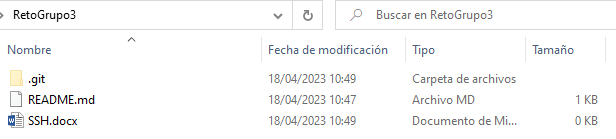 RetoGrupo3 Buscar en RetoGrupo3
Nombre Fecha de modificación Tipo Tamaño
.git 18/04/2023 10:49 Carpeta de archivos
README.md 18/04/2023 10:47 Archivo MD 1 KB
SSH.docx 18/04/2023 10:49 Documento de Mi... 0 KB